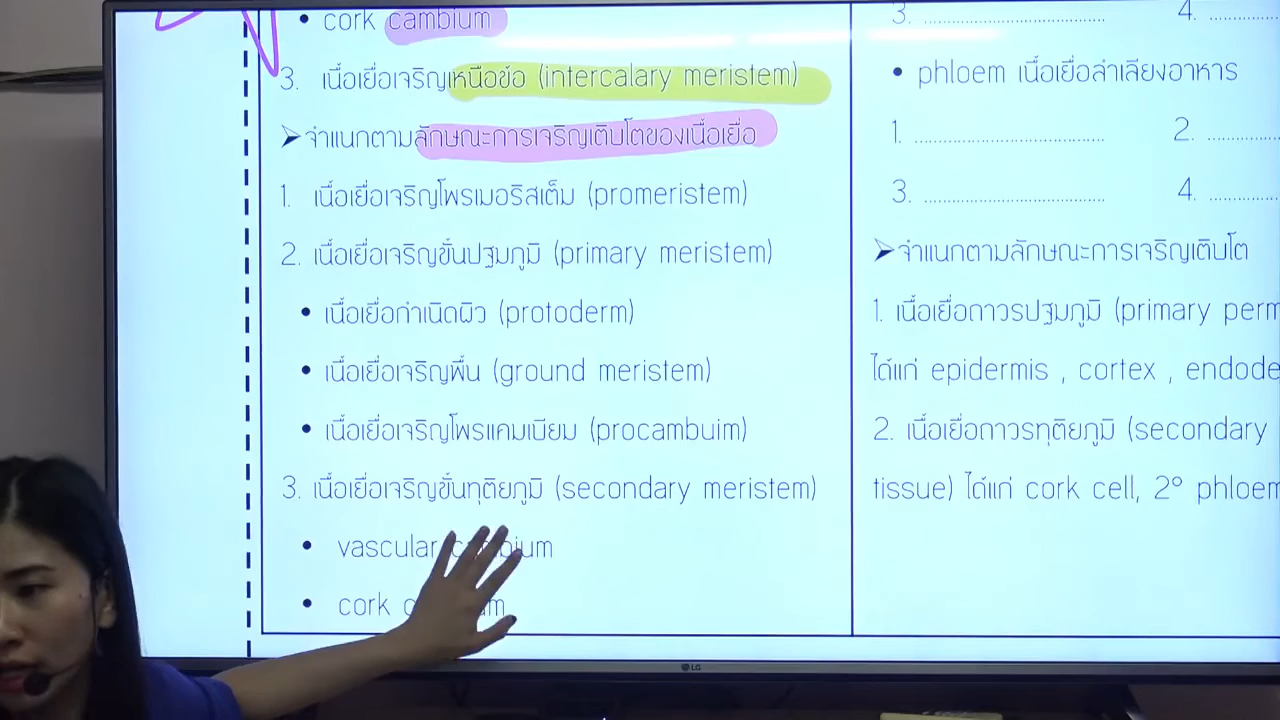 • cork cambium
3. เนื้อเยื่อเจริญเหนือข้อ (intercalary meristem)
➤จำแนกตามลักษณะการเจริญเติบโตของเนื้อเยื่อ
1. เนื้อเยื่อเจริญโพรเมอริสเต็ม (promeristem)
2. เนื้อเยื่อเจริญขั้นปฐมภูมิ (primary meristem)
• เนื้อเยื่อกำเนิดผิว (protoderm)
• เนื้อเยื่อเจริญพื้น (ground meristem)
• เนื้อเยื่อเจริญโพรแคมเบียม (procambuim)
3. เนื้อเยื่อเจริญขั้นทุติยภูมิ (secondary meristem)
• vascular cambium
• cork
3. ........................ 4. ............
• phloem เนื้อเยื่อลำเลียงอาหาร
1. ........................ 2. ............
3. ........................ 4. ............
➤จำแนกตามลักษณะการเจริญเติบโต
1. เนื้อเยื่อถาวรปฐมภูมิ (primary perm
ได้แก่ epidermis , cortex , endode
2. เนื้อเยื่อถาวรทุติยภูมิ (secondary
tissue) ได้แก่ cork cell, 2° phloem
LG